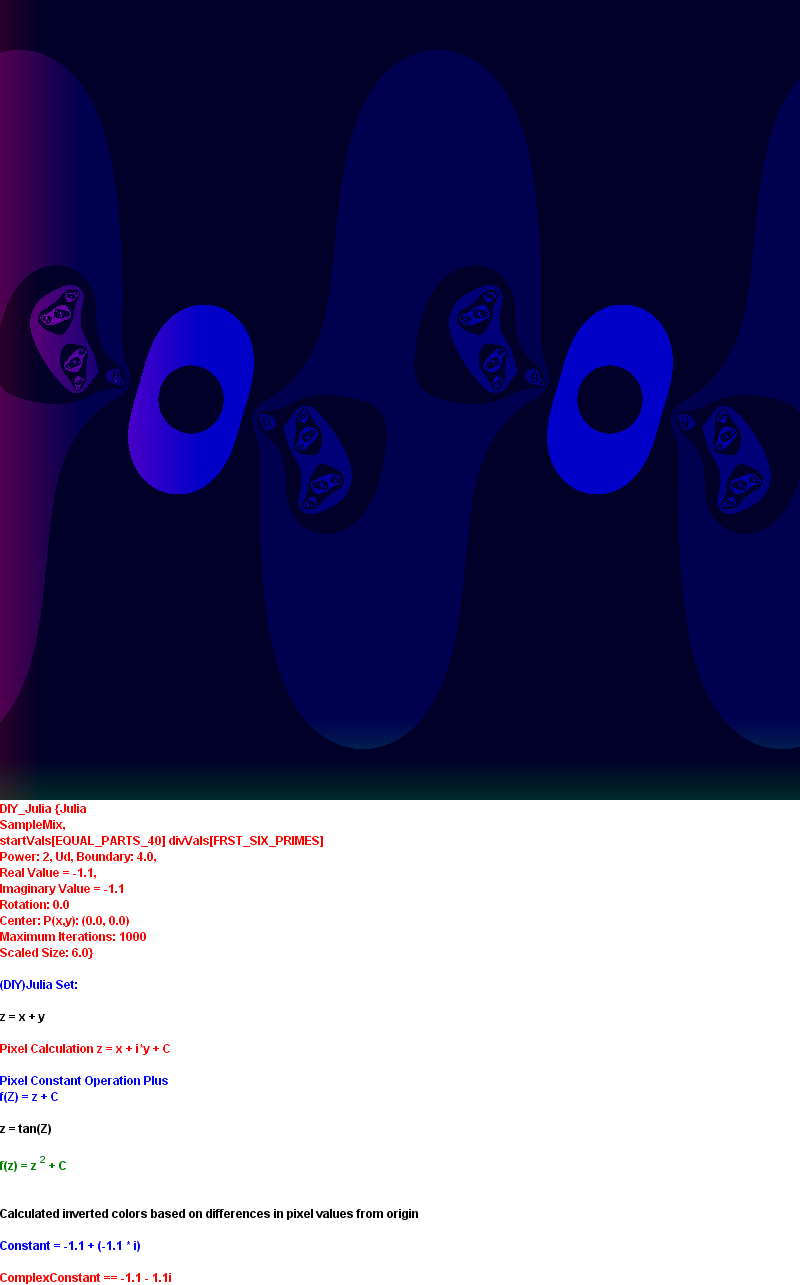 DIY_Julia {Julia
SampleMix,
startVals[EQUAL_PARTS_40] divVals[FRST_SIX_PRIMES]
Power: 2, Ud, Boundary: 4.0,
Real Value = -1.1,
Imaginary Value = -1.1
Rotation: 0.0
Center: P(x,y): (0.0, 0.0)
Maximum Iterations: 1000
Scaled Size: 6.0}
(DIY)Julia Set:
z = x + y
Pixel Calculation z = x + i*y + C
Pixel Constant Operation Plus
f(Z) = z + C
z = tan(Z)
f(z) = z 2 + C
Calculated inverted colors based on differences in pixel values from origin
Constant = -1.1 + (-1.1 * i)
ComplexConstant == -1.1 - 1.1i